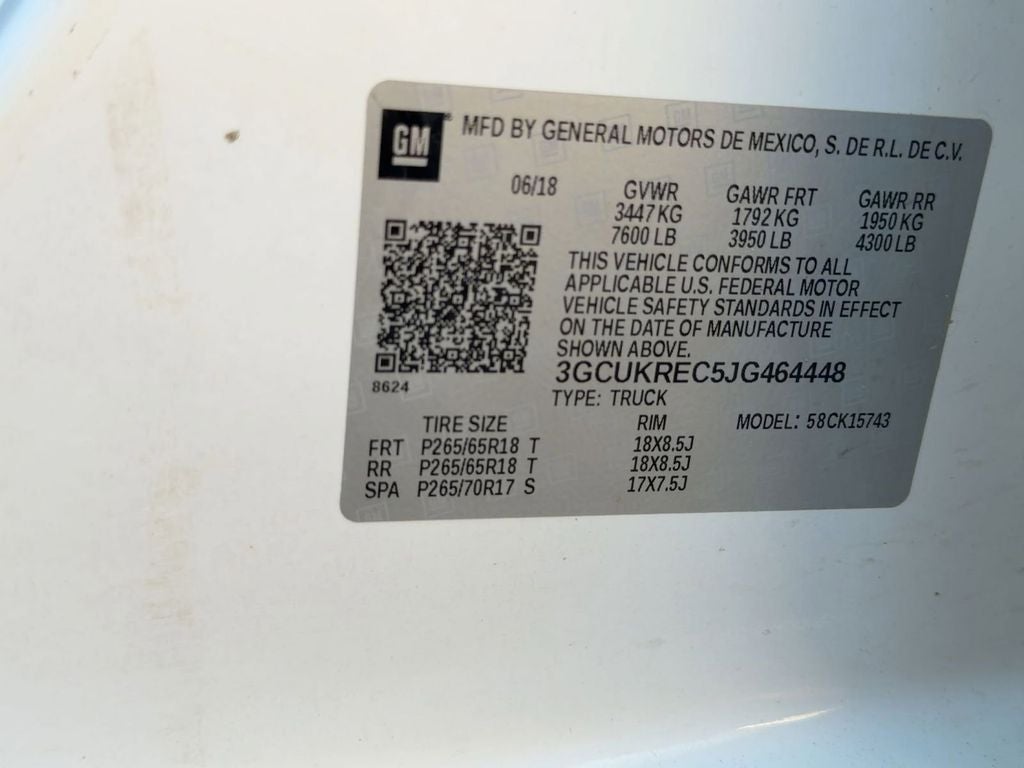 GM MFD BY GENERAL MOTORS DE MEXICO, S. DE R.L. DE C.V.
06/18 GVWR GAWR FRT GAWR RR
3447 KG 1792 KG 1950 KG
7600 LB 3950 LB 4300 LB
THIS VEHICLE CONFORMS TO ALL
APPLICABLE U.S. FEDERAL MOTOR
VEHICLE SAFETY STANDARDS IN EFFECT
ON THE DATE OF MANUFACTURE
SHOWN ABOVE.
8624
3GCUKREC5JG464448
TYPE: TRUCK
TIRE SIZE RIM MODEL: 58CK15743
FRT P265/65R18 T 18X8.5J
RR P265/65R18 T 18X8.5J
SPA P265/70R17 S 17X7.5J